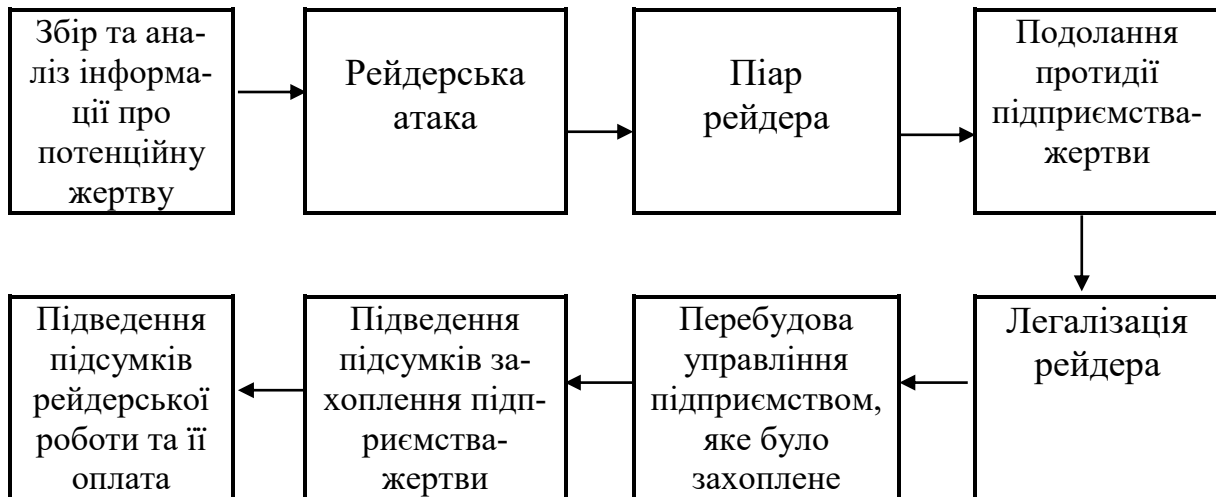 Збір та ана-
ліз інформа-
ції про
потенційну
жертву
Рейдерська
атака
Піар
рейдера
Подолання
протидії
підприємства-
жертви
Легалізація
рейдера
Перебудова
управління
підприємством,
яке було
захоплене
Підведення
підсумків за-
хоплення підп-
риємства-
жертви
Підведення
підсумків
рейдерської
роботи та її
оплата